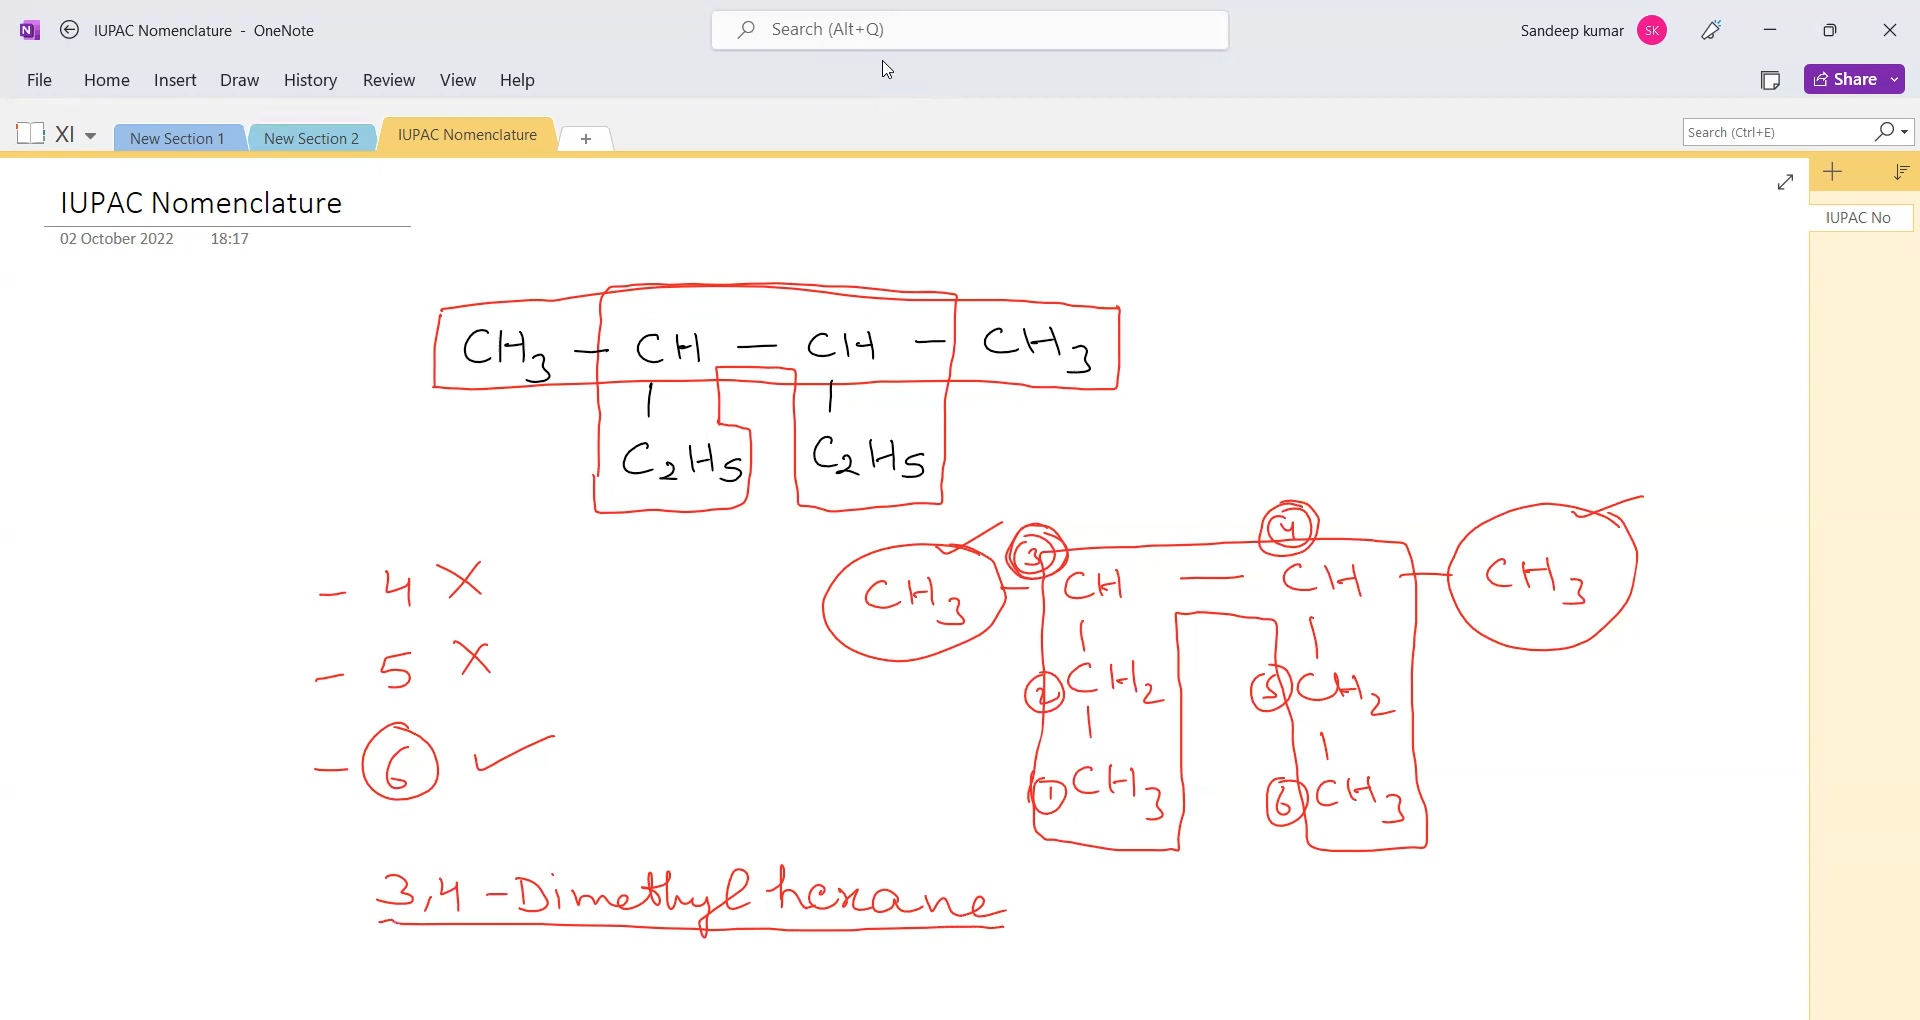 IUPAC Nomenclature - OneNote
Search (Alt+Q)
Sandeep kumar SK
File Home Insert Draw History Review View Help
Share
XI New Section 1 New Section 2 IUPAC Nomenclature +
Search (Ctrl+E)
IUPAC Nomenclature
02 October 2022 18:17
IUPAC No
CH3 – CH – CH – CH3
| |
C2H5 C2H5
3 4
CH3 – CH — CH – CH3
| |
2 CH2 5 CH2
| |
1 CH3 6 CH3
- 4 X
- 5 X
- 6 ✓
3,4 -Dimethyl hexane